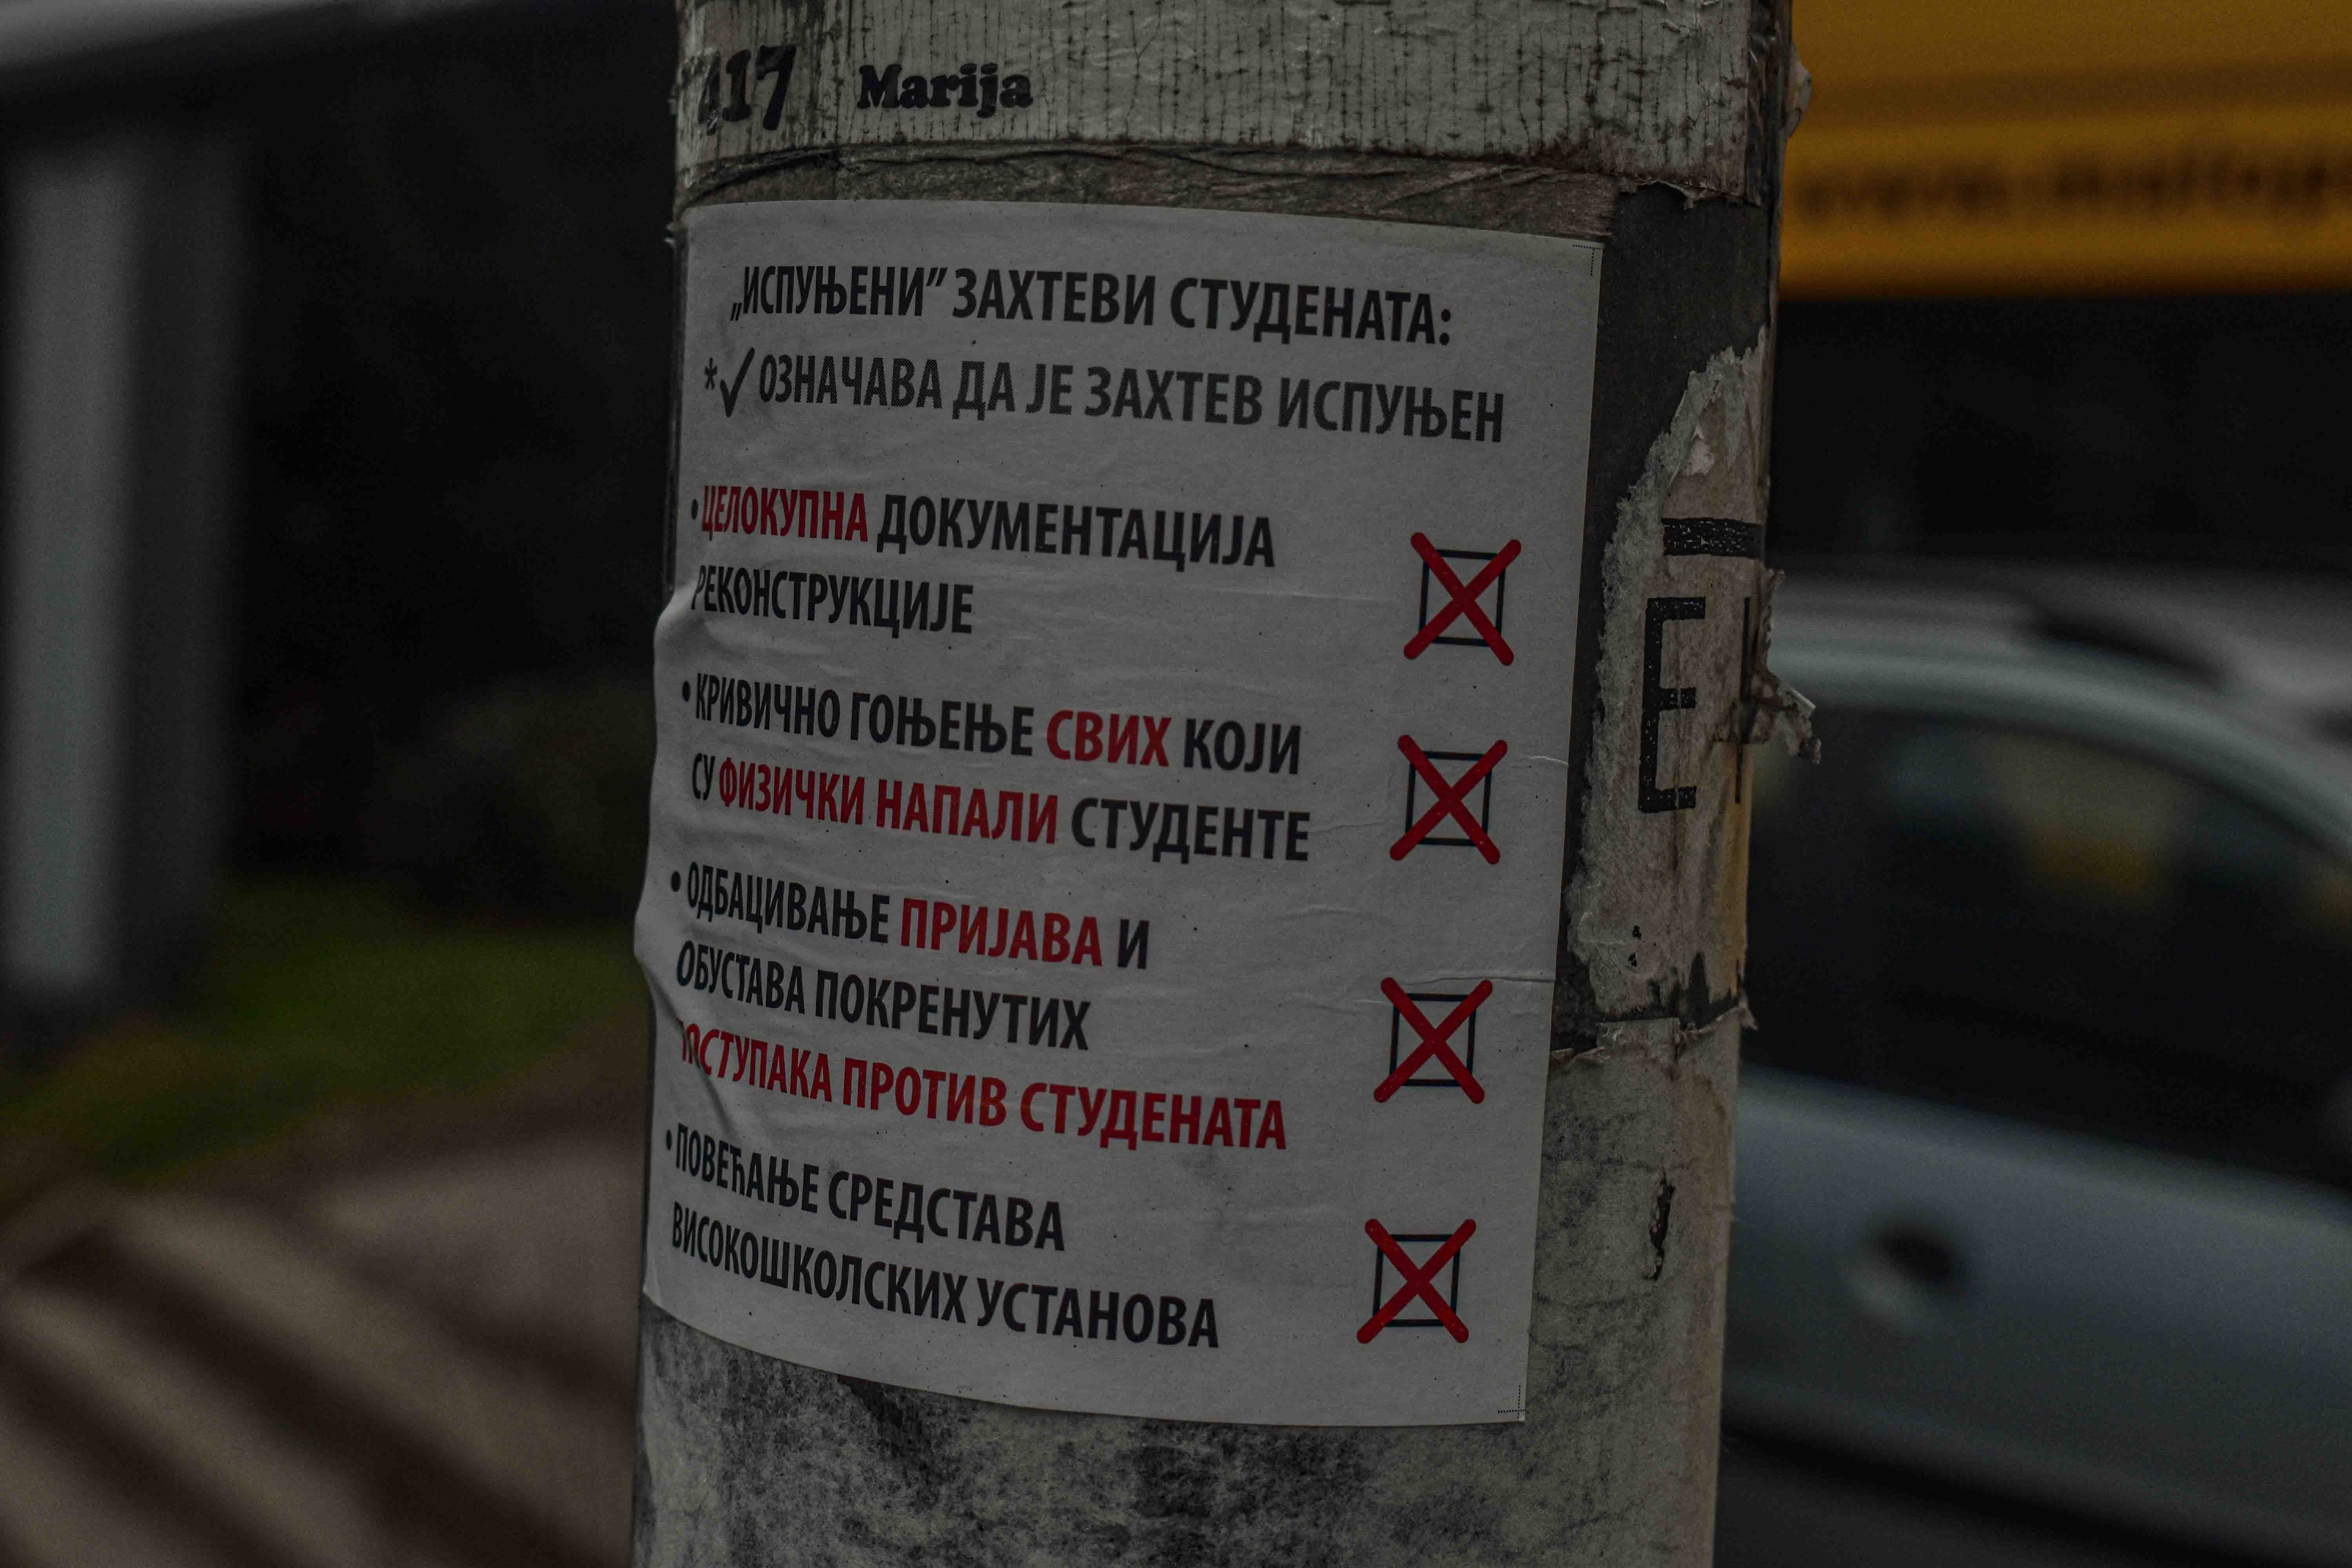 117 Marija
„ИСПУЊЕНИ” ЗАХТЕВИ СТУДЕНАТА:
*✓ ОЗНАЧАВА ДА ЈЕ ЗАХТЕВ ИСПУЊЕН
•ЦЕЛОКУПНА ДОКУМЕНТАЦИЈА
РЕКОНСТРУКЦИЈЕ
•КРИВИЧНО ГОЊЕЊЕ СВИХ КОЈИ
СУ ФИЗИЧКИ НАПАЛИ СТУДЕНТЕ
•ОДБАЦИВАЊЕ ПРИЈАВА И
ОБУСТАВА ПОКРЕНУТИХ
ПОСТУПАКА ПРОТИВ СТУДЕНАТА
•ПОВЕЋАЊЕ СРЕДСТАВА
ВИСОКОШКОЛСКИХ УСТАНОВА
E